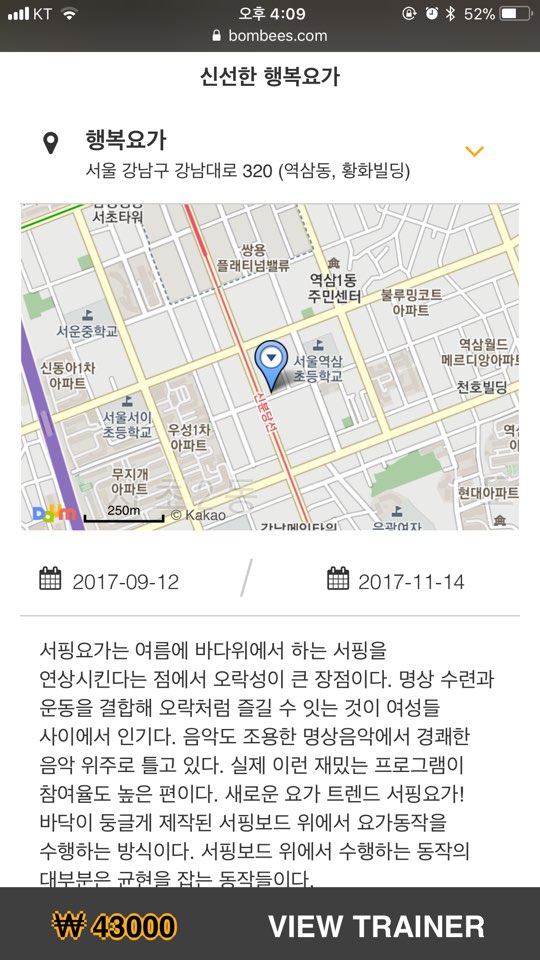 KT 오후 4:09 52%
bombees.com
신선한 행복요가
행복요가
서울 강남구 강남대로 320 (역삼동, 황화빌딩)
서초타워
쌍용
플래티넘밸류
역삼1동
주민센터
불루밍코트
아파트
서운중학교
신동아1차
아파트
서울역삼
초등학교
역삼월드
메르디앙아파트
천호빌딩
서울서이
초등학교
우성1차
아파트
신분당선
무지개
아파트
현대아파트
Daum 250m © Kakao
강남메인타워
은광여자
2017-09-12 / 2017-11-14
서핑요가는 여름에 바다위에서 하는 서핑을
연상시킨다는 점에서 오락성이 큰 장점이다. 명상 수련과
운동을 결합해 오락처럼 즐길 수 잇는 것이 여성들
사이에서 인기다. 음악도 조용한 명상음악에서 경쾌한
음악 위주로 틀고 있다. 실제 이런 재밌는 프로그램이
참여율도 높은 편이다. 새로운 요가 트렌드 서핑요가!
바닥이 둥글게 제작된 서핑보드 위에서 요가동작을
수행하는 방식이다. 서핑보드 위에서 수행하는 동작의
대부분은 균현을 잡는 동작들이다.
₩ 43000 VIEW TRAINER